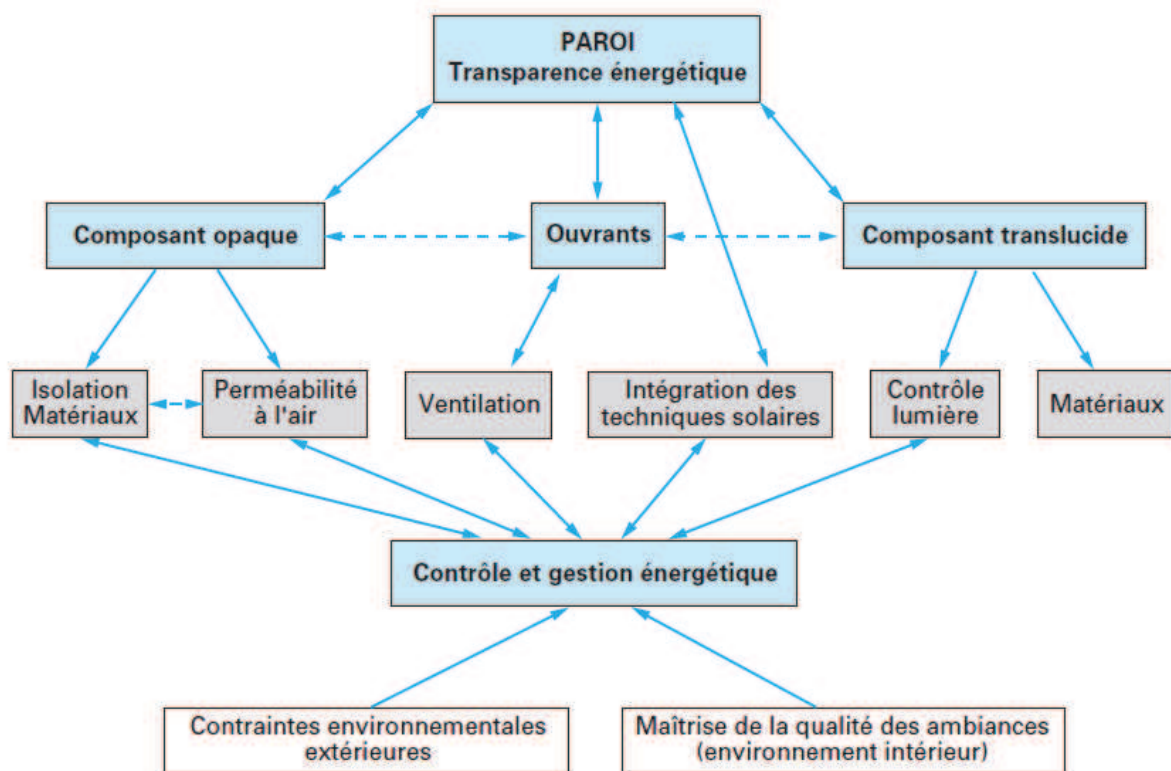 PAROI
Transparence énergétique
Composant opaque
Ouvrants
Composant translucide
Isolation
Matériaux
Perméabilité
à l'air
Ventilation
Intégration des
techniques solaires
Contrôle
lumière
Matériaux
Contrôle et gestion énergétique
Contraintes environnementales
extérieures
Maîtrise de la qualité des ambiances
(environnement intérieur)